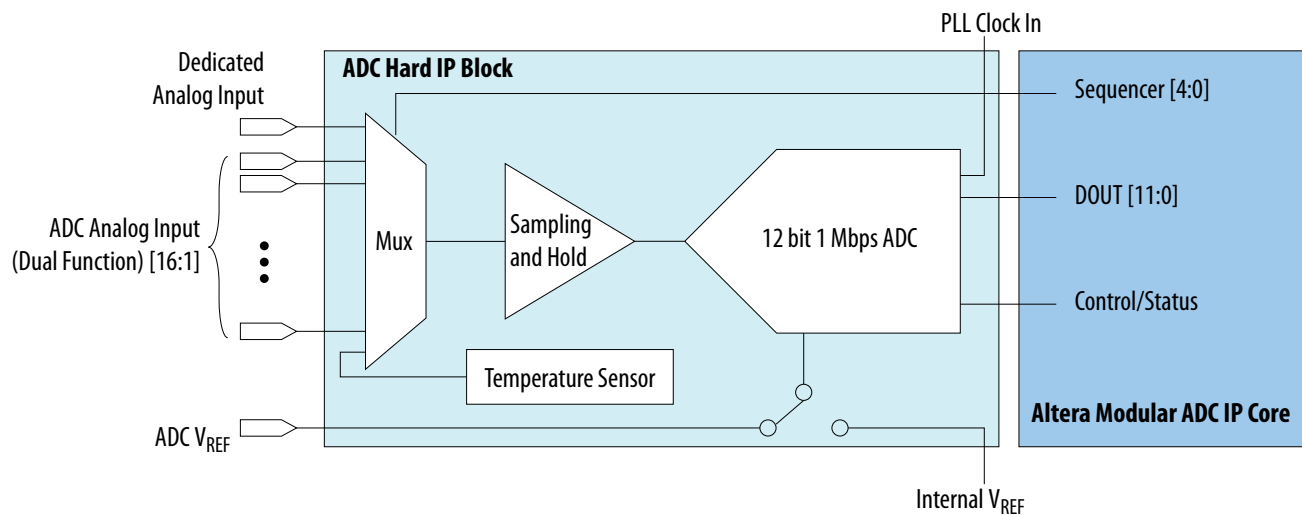 PLL Clock In
Dedicated
Analog Input
ADC Hard IP Block
Sequencer [4:0]
ADC Analog Input
(Dual Function) [16:1]
Mux
Sampling
and Hold
12 bit 1 Mbps ADC
DOUT [11:0]
Control/Status
Temperature Sensor
Altera Modular ADC IP Core
ADC VREF
Internal VREF